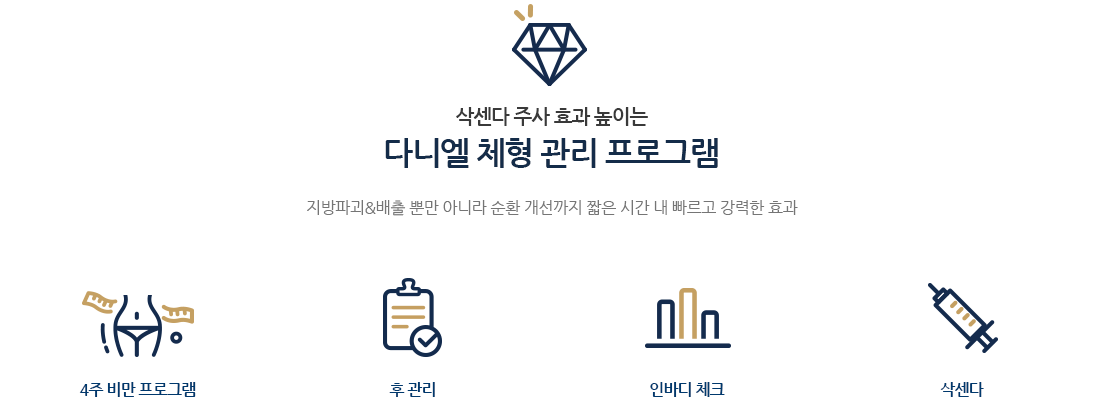 삭센다 주사 효과 높이는
다니엘 체형 관리 프로그램
지방파괴&배출 뿐만 아니라 순환 개선까지 짧은 시간 내 빠르고 강력한 효과
4주 비만 프로그램
후 관리
인바디 체크
삭센다